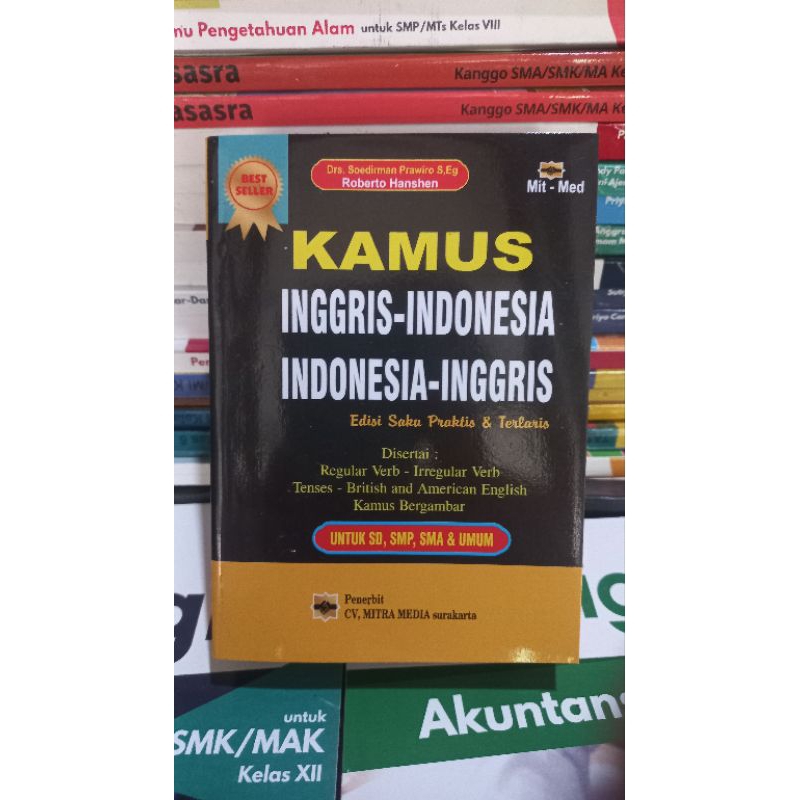 Pengetahuan Alam untuk SMP/MTs Kelas VIII
sasra
Kanggo SMA/SMK/MA
asasra
Kanggo SMA/SMK/MA
BEST
SELLER
Drs. Soedirman Prawiro S,Eg
Roberto Hanshen
Mit - Med
KAMUS
INGGRIS-INDONESIA
INDONESIA-INGGRIS
Edisi Saku Praktis & Terlaris
Disertai :
Regular Verb - Irregular Verb
Tenses - British and American English
Kamus Bergambar
UNTUK SD, SMP, SMA & UMUM
Penerbit
CV, MITRA MEDIA surakarta
untuk
SMK/MAK
Kelas XII
Akuntans